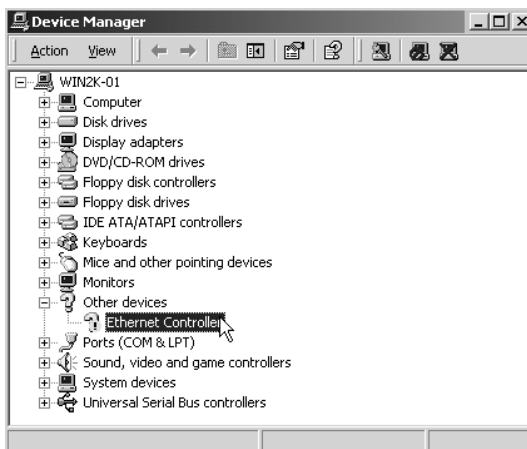 Device Manager
Action View
WIN2K-01
Computer
Disk drives
Display adapters
DVD/CD-ROM drives
Floppy disk controllers
Floppy disk drives
IDE ATA/ATAPI controllers
Keyboards
Mice and other pointing devices
Monitors
Other devices
Ethernet Controller
Ports (COM & LPT)
Sound, video and game controllers
System devices
Universal Serial Bus controllers